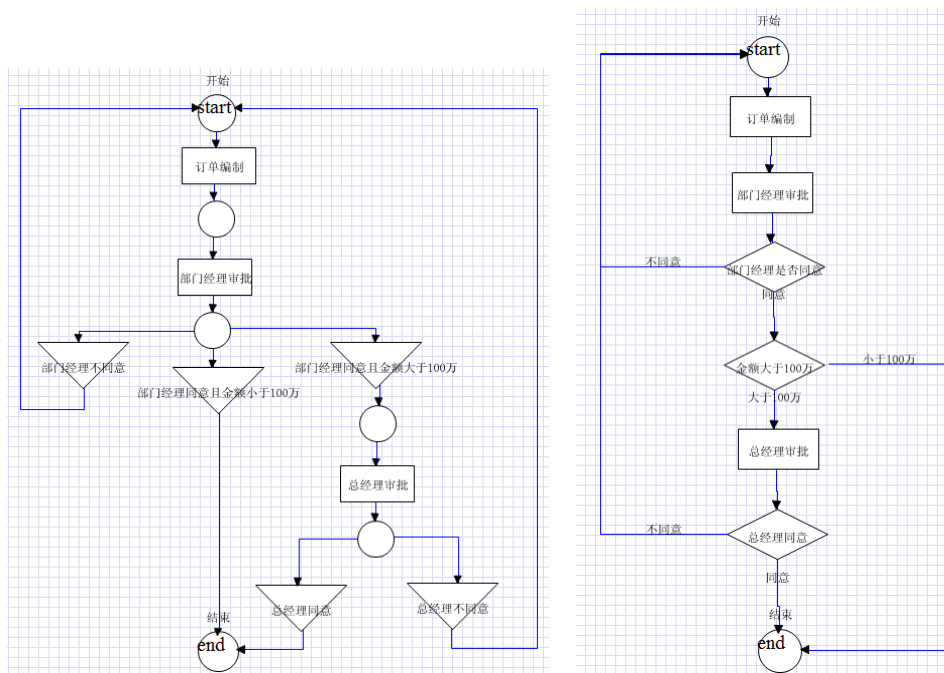 开始
start
订单编制
部门经理审批
部门经理不同意
部门经理同意且金额大于100万
部门经理同意且金额小于100万
总经理审批
总经理同意
总经理不同意
结束
end
开始
start
订单编制
部门经理审批
不同意
部门经理是否同意
同意
小于100万
金额大于100万
大于100万
总经理审批
不同意
总经理同意
同意
结束
end